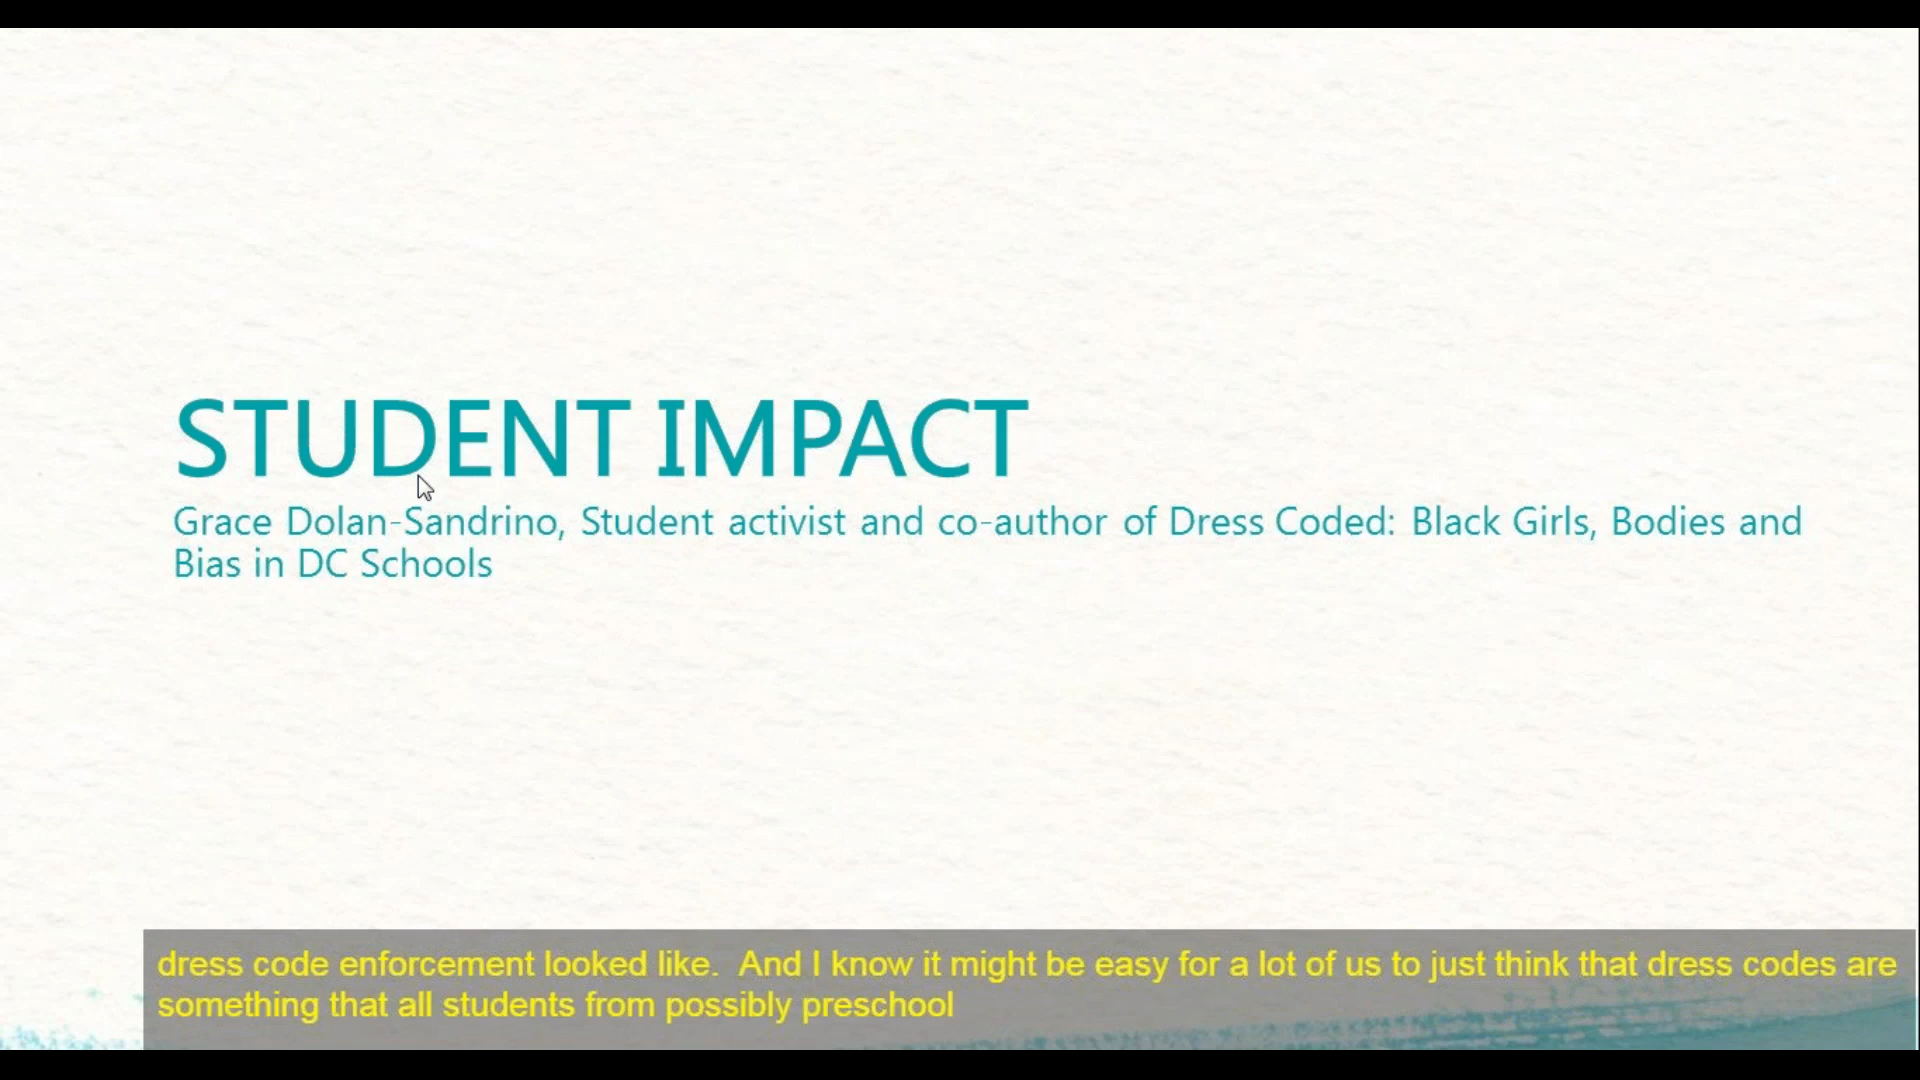 STUDENT IMPACT
Grace Dolan-Sandrino, Student activist and co-author of Dress Coded: Black Girls, Bodies and
Bias in DC Schools
dress code enforcement looked like.  And I know it might be easy for a lot of us to just think that dress codes are
something that all students from possibly preschool